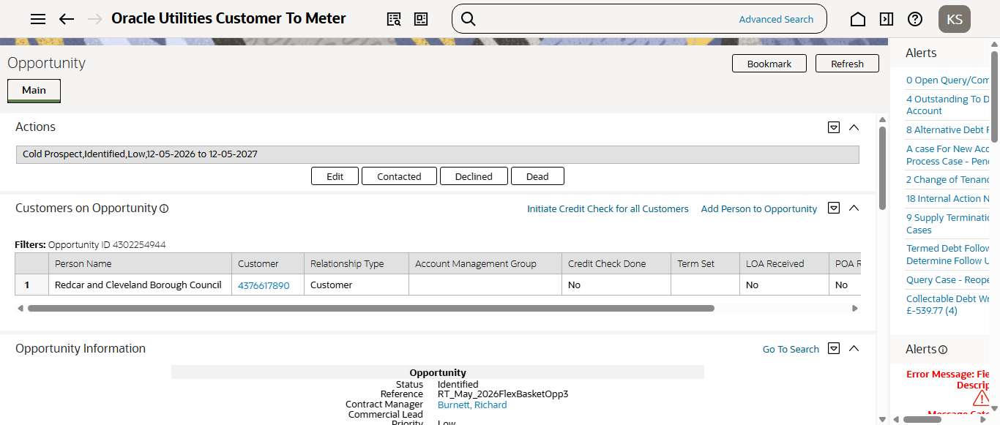 Oracle Utilities Customer To Meter
Advanced Search
KS
Opportunity
Bookmark
Refresh
Main
Actions
Cold Prospect,Identified,Low,12-05-2026 to 12-05-2027
Edit
Contacted
Declined
Dead
Customers on Opportunity
Initiate Credit Check for all Customers
Add Person to Opportunity
Filters: Opportunity ID 4302254944
Person Name Customer Relationship Type Account Management Group Credit Check Done Term Set LOA Received POA R
1 Redcar and Cleveland Borough Council 4376617890 Customer No No No
Opportunity Information
Go To Search
Opportunity
Status Identified
Reference RT_May_2026FlexBasketOpp3
Contract Manager Burnett, Richard
Commercial Lead
Priority Low
Alerts
0 Open Query/Com
4 Outstanding To D
Account
8 Alternative Debt
A case For New Acc
Process Case - Pen
2 Change of Tenanc
18 Internal Action N
9 Supply Terminatio
Cases
Termed Debt Follow
Determine Follow U
Query Case - Reope
Collectable Debt Wr
£-539.77 (4)
Alerts
Error Message: Fie
Descrip
Message Cate